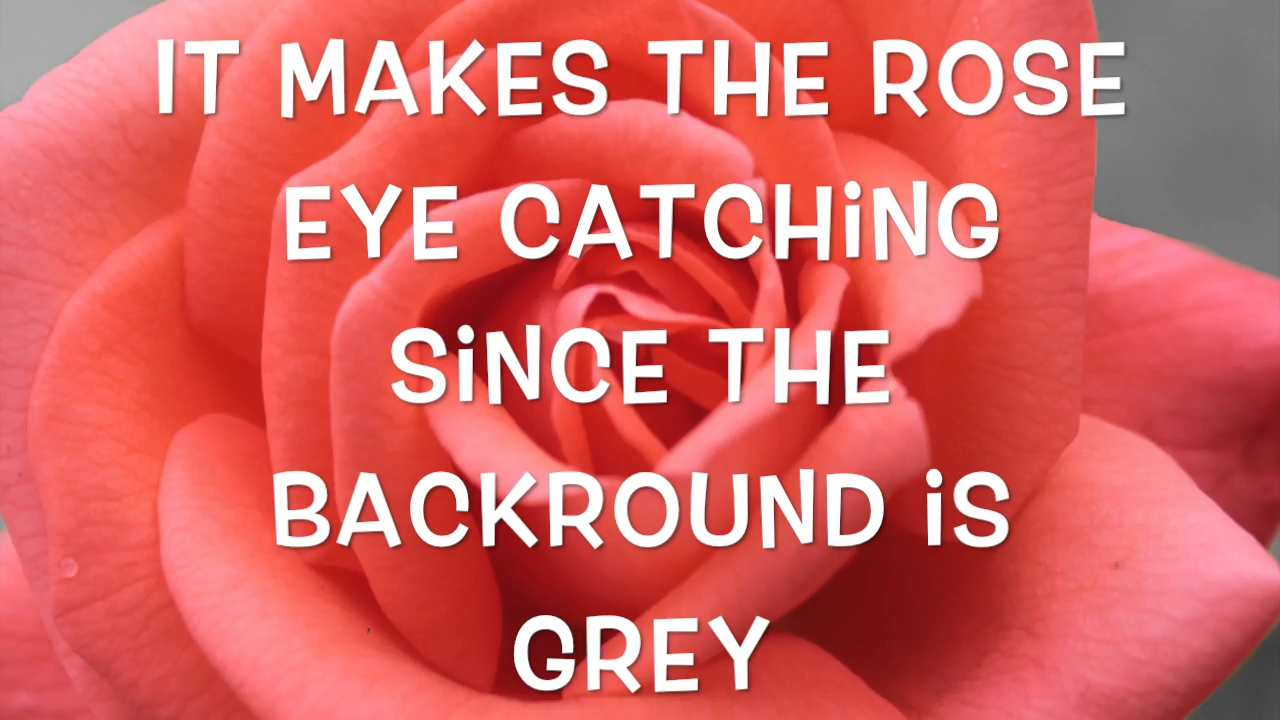 IT MAKES THE ROSE
EYE CATCHING
SINCE THE
BACKROUND IS
GREY